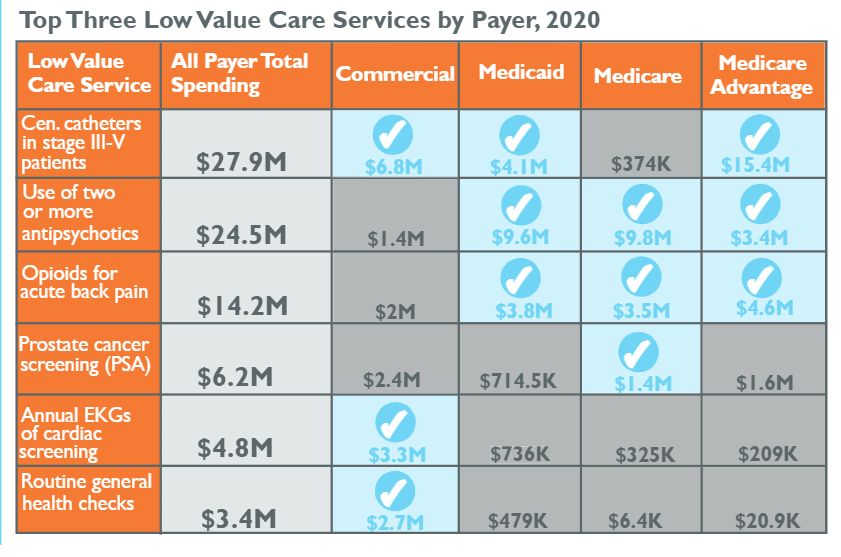 Top Three Low Value Care Services by Payer, 2020
Low Value
Care Service
All Payer Total
Spending
Commercial
Medicaid
Medicare
Medicare
Advantage
Cen. catheters
in stage III-V
patients
$27.9M
$6.8M
$4.1M
$374K
$15.4M
Use of two
or more
antipsychotics
$24.5M
$1.4M
$9.6M
$9.8M
$3.4M
Opioids for
acute back pain
$14.2M
$2M
$3.8M
$3.5M
$4.6M
Prostate cancer
screening (PSA)
$6.2M
$2.4M
$714.5K
$1.4M
$1.6M
Annual EKGs
of cardiac
screening
$4.8M
$3.3M
$736K
$325K
$209K
Routine general
health checks
$3.4M
$2.7M
$479K
$6.4K
$20.9K